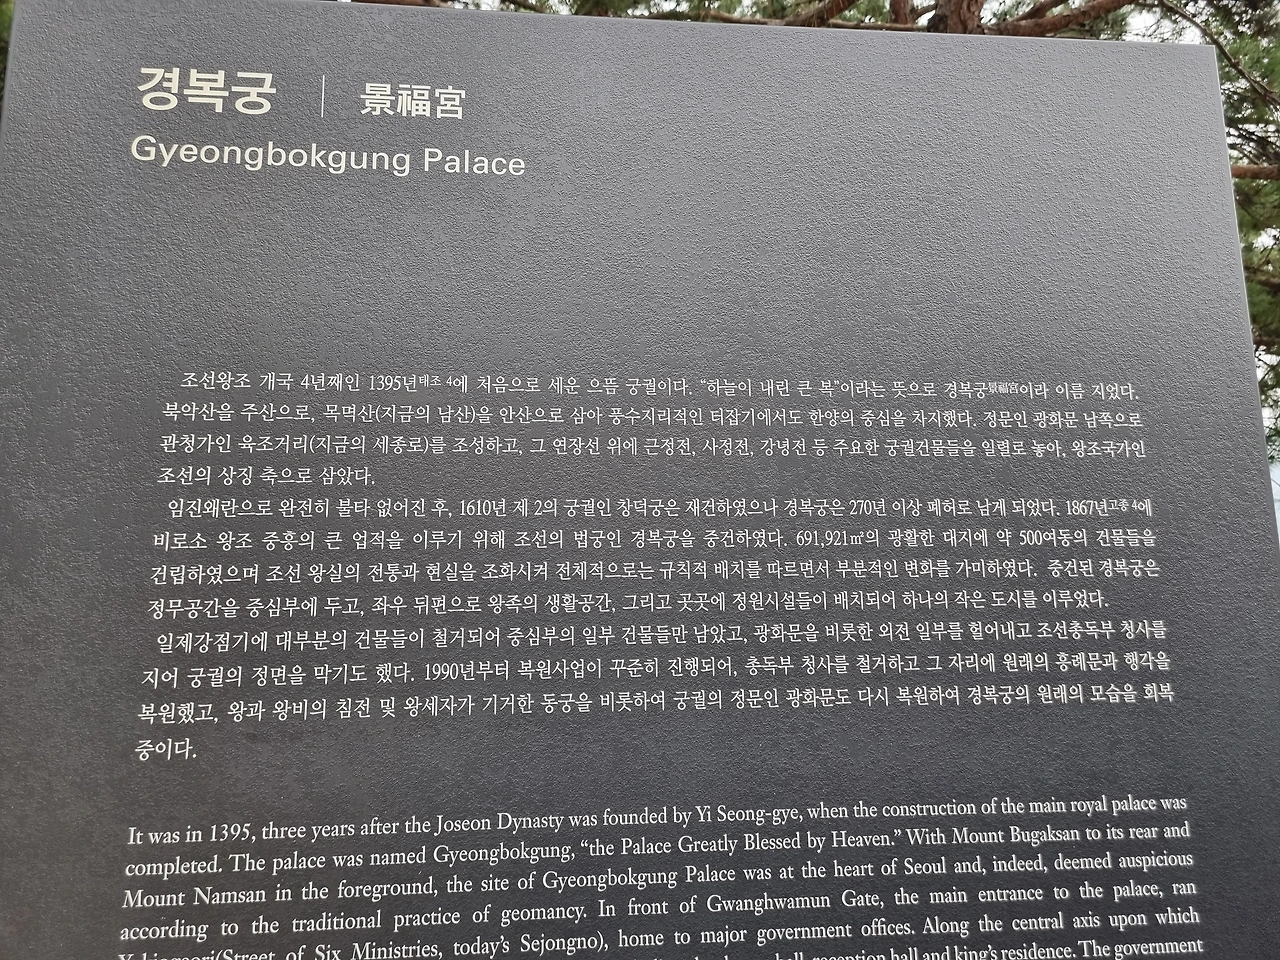 경복궁 | 景福宮
Gyeongbokgung Palace
조선왕조 개국 4년째인 1395년태조 4에 처음으로 세운 으뜸 궁궐이다. “하늘이 내린 큰 복”이라는 뜻으로 경복궁景福宮이라 이름 지었다.
북악산을 주산으로, 목멱산(지금의 남산)을 안산으로 삼아 풍수지리적인 터잡기에서도 한양의 중심을 차지했다. 정문인 광화문 남쪽으로
관청가인 육조거리(지금의 세종로)를 조성하고, 그 연장선 위에 근정전, 사정전, 강녕전 등 주요한 궁궐건물들을 일렬로 놓아, 왕조국가인
조선의 상징 축으로 삼았다.
임진왜란으로 완전히 불타 없어진 후, 1610년 제 2의 궁궐인 창덕궁은 재건하였으나 경복궁은 270년 이상 폐허로 남게 되었다. 1867년고종 4에
비로소 왕조 중흥의 큰 업적을 이루기 위해 조선의 법궁인 경복궁을 중건하였다. 691,921㎡의 광활한 대지에 약 500여동의 건물들을
건립하였으며 조선 왕실의 전통과 현실을 조화시켜 전체적으로는 규칙적 배치를 따르면서 부분적인 변화를 가미하였다. 중건된 경복궁은
정무공간을 중심부에 두고, 좌우 뒤편으로 왕족의 생활공간, 그리고 곳곳에 정원시설들이 배치되어 하나의 작은 도시를 이루었다.
일제강점기에 대부분의 건물들이 철거되어 중심부의 일부 건물들만 남았고, 광화문을 비롯한 외전 일부를 헐어내고 조선총독부 청사를
지어 궁궐의 정면을 막기도 했다. 1990년부터 복원사업이 꾸준히 진행되어, 총독부 청사를 철거하고 그 자리에 원래의 흥례문과 행각을
복원했고, 왕과 왕비의 침전 및 왕세자가 기거한 동궁을 비롯하여 궁궐의 정문인 광화문도 다시 복원하여 경복궁의 원래의 모습을 회복
중이다.
It was in 1395, three years after the Joseon Dynasty was founded by Yi Seong-gye, when the construction of the main royal palace was
completed. The palace was named Gyeongbokgung, “the Palace Greatly Blessed by Heaven.” With Mount Bugaksan to its rear and
Mount Namsan in the foreground, the site of Gyeongbokgung Palace was at the heart of Seoul and, indeed, deemed auspicious
according to the traditional practice of geomancy. In front of Gwanghwamun Gate, the main entrance to the palace, ran
of Six Ministries, today’s Sejongno), home to major government offices. Along the central axis upon which
reception hall and king’s residence. The government